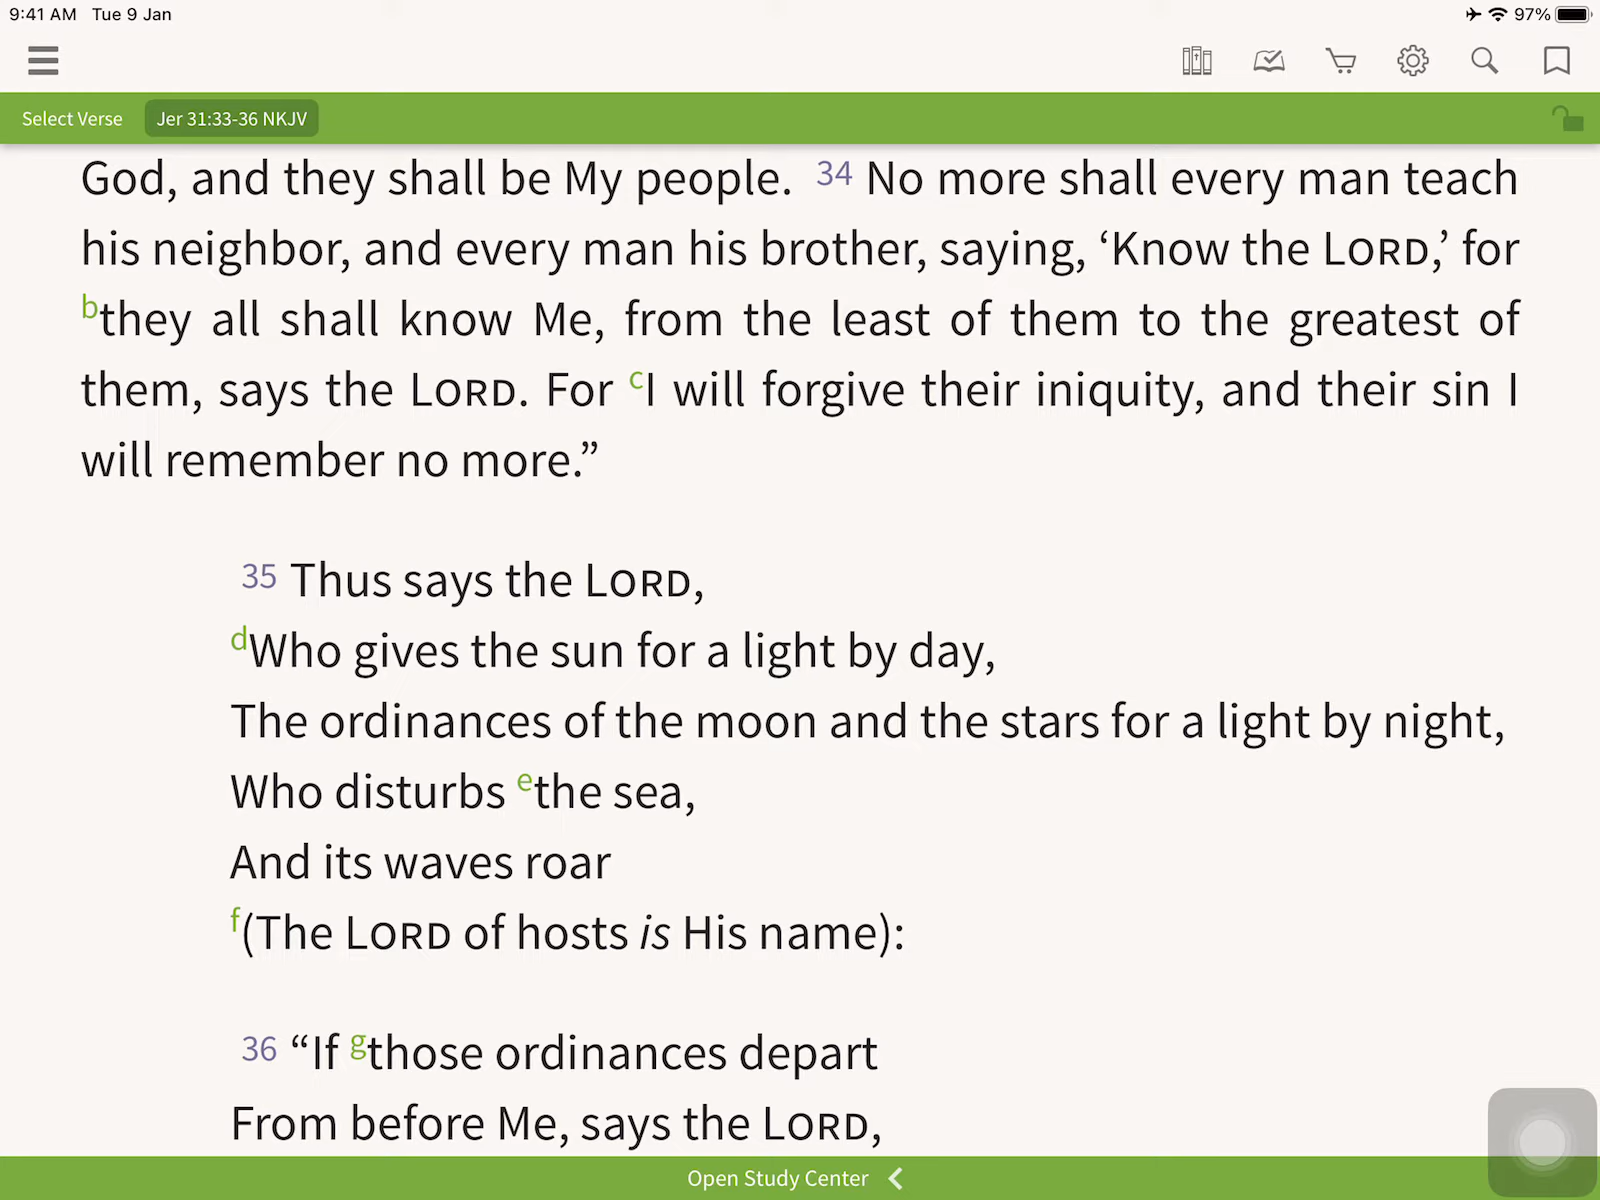 9:41 AM Tue 9 Jan 97%
Select Verse Jer 31:33-36 NKJV
God, and they shall be My people. 34 No more shall every man teach
his neighbor, and every man his brother, saying, ‘Know the LORD,’ for
bthey all shall know Me, from the least of them to the greatest of
them, says the LORD. For cI will forgive their iniquity, and their sin I
will remember no more.”
35 Thus says the LORD,
dWho gives the sun for a light by day,
The ordinances of the moon and the stars for a light by night,
Who disturbs ethe sea,
And its waves roar
f(The LORD of hosts is His name):
36 “If gthose ordinances depart
From before Me, says the LORD,
Open Study Center